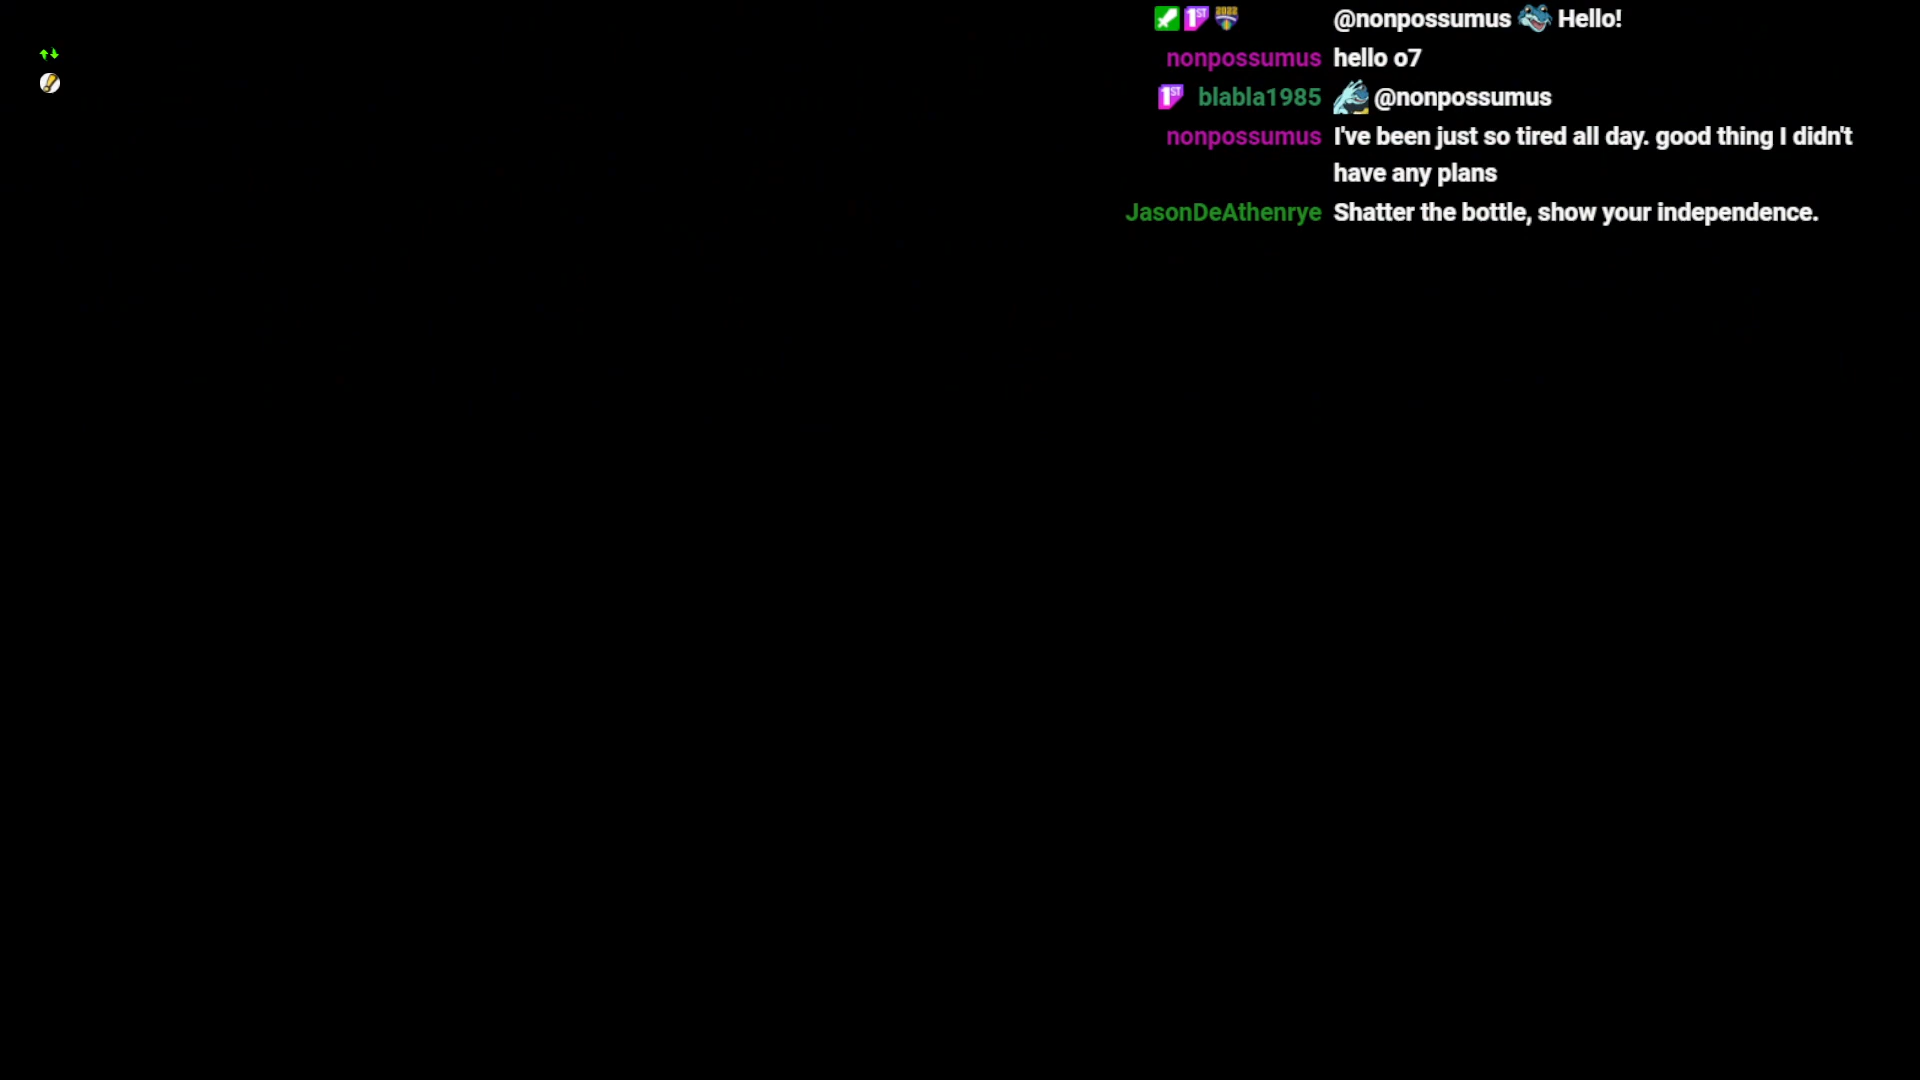 @nonpossumus Hello!
nonpossumus hello o7
blabla1985 @nonpossumus
nonpossumus I've been just so tired all day. good thing I didn't
have any plans
JasonDeAthenrye Shatter the bottle, show your independence.